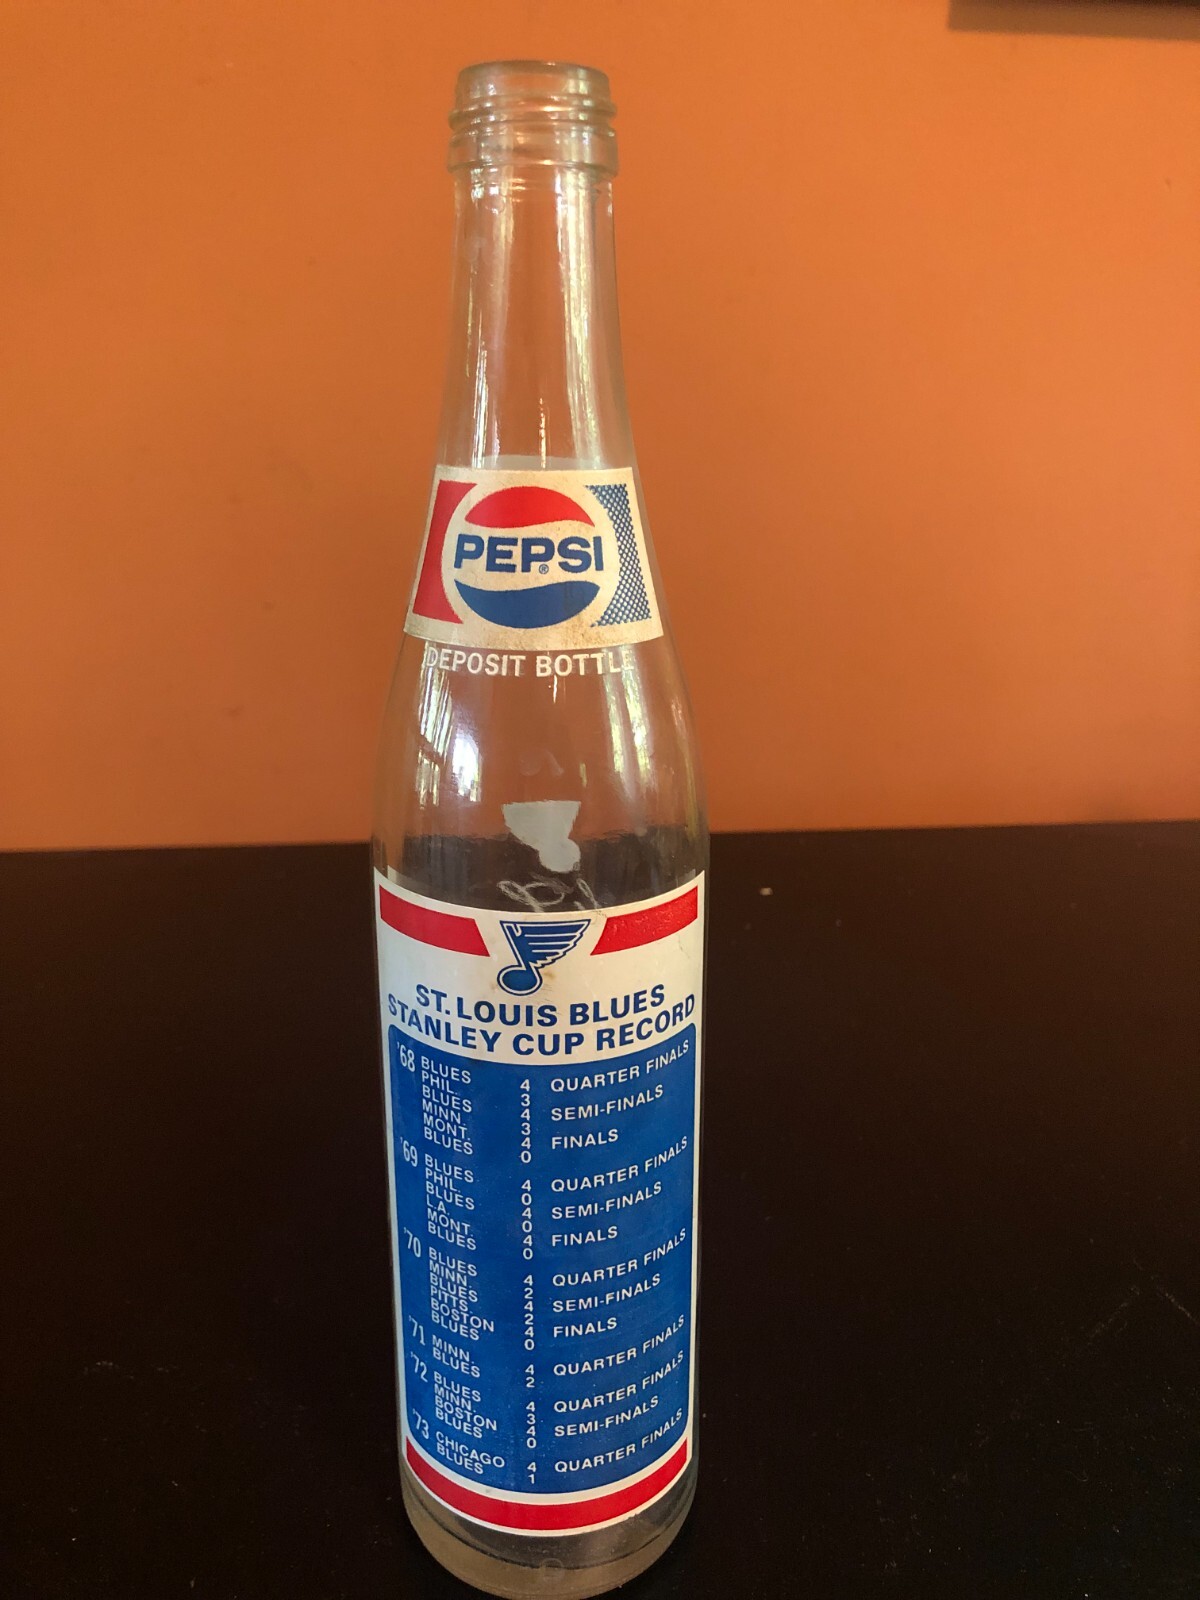 PEPSI®
DEPOSIT BOTTLE
ST. LOUIS BLUES
STANLEY CUP RECORD
'68 BLUES 4 QUARTER FINALS
PHIL. 3
BLUES 4 SEMI-FINALS
MINN. 3
MONT. 4 FINALS
BLUES 0
'69 BLUES 4 QUARTER FINALS
PHIL. 0
BLUES 4 SEMI-FINALS
L.A. 0
MONT. 4 FINALS
BLUES 0
'70 BLUES 4 QUARTER FINALS
MINN. 2
BLUES 4 SEMI-FINALS
PITTS. 2
BOSTON 4 FINALS
BLUES 0
'71 MINN. 4 QUARTER FINALS
BLUES 2
'72 BLUES 4 QUARTER FINALS
MINN. 3
BOSTON 4 SEMI-FINALS
BLUES 0
'73 CHICAGO 4 QUARTER FINALS
BLUES 1